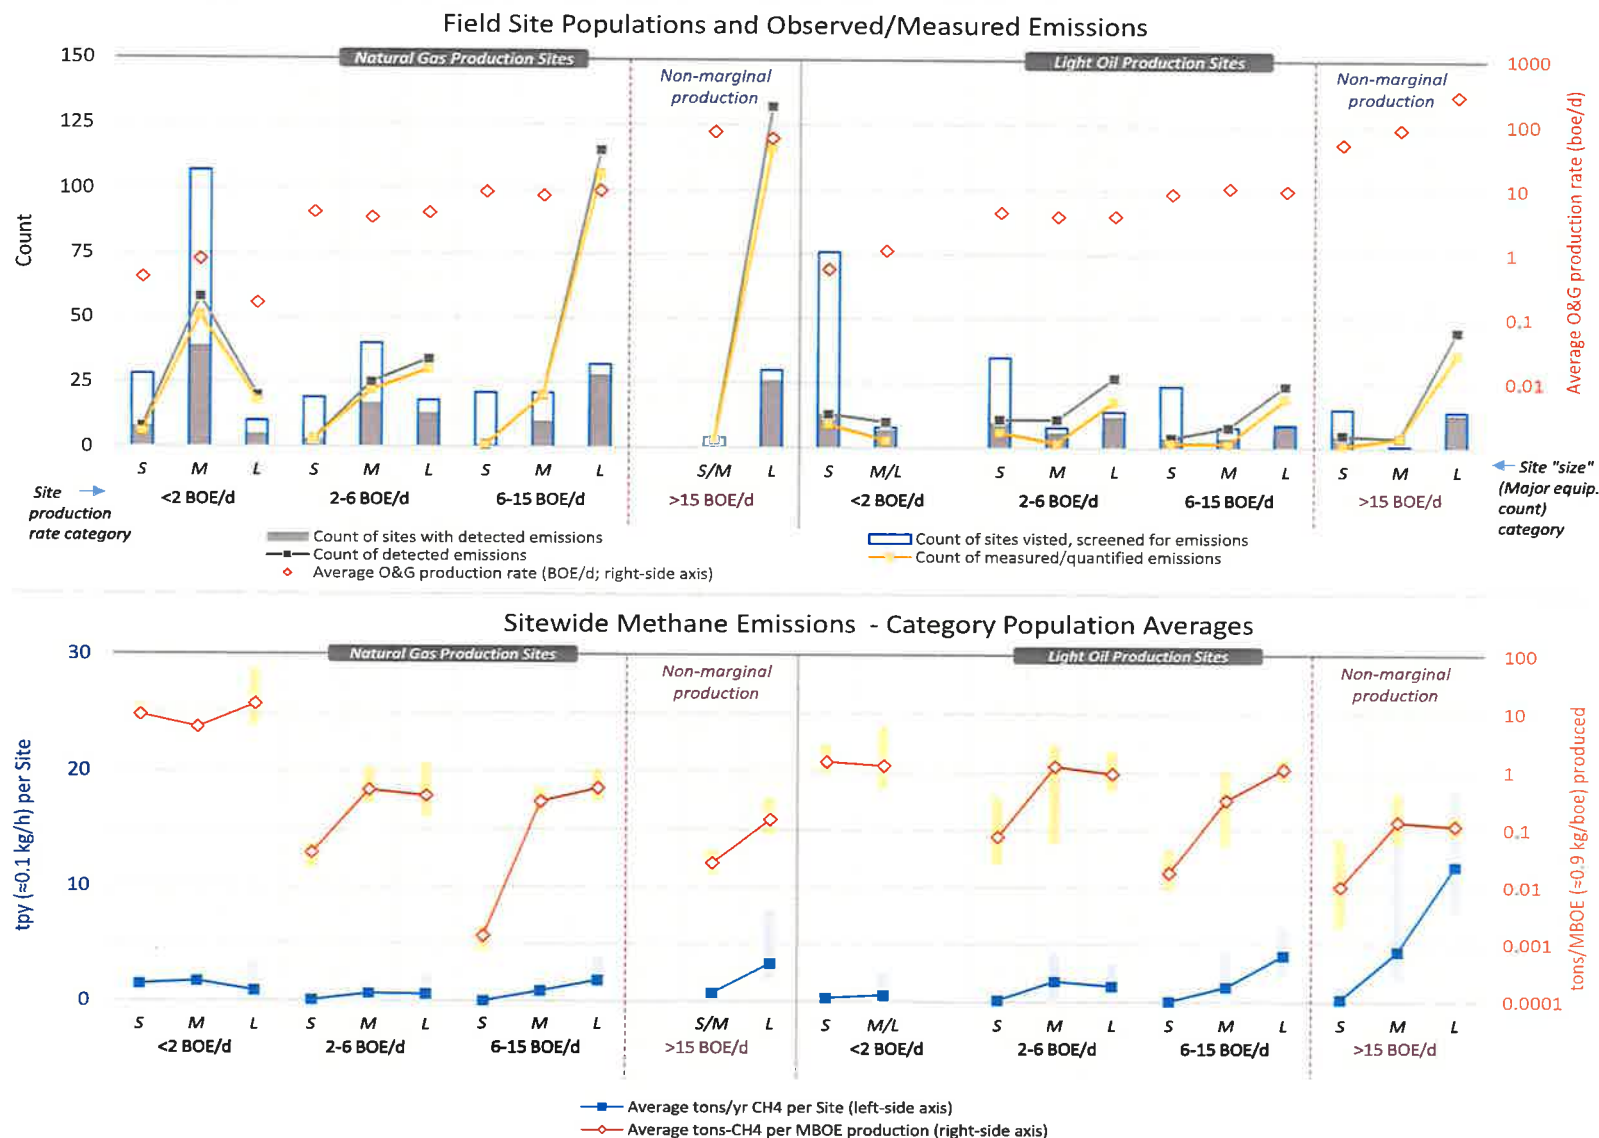 Field Site Populations and Observed/Measured Emissions
Natural Gas Production Sites
Light Oil Production Sites
Non-marginal
production
Non-marginal
production
150
125
100
75
50
25
0
Count
1000
100
10
1
0.1
0.01
Average O&G production rate (boe/d)
S M L S M L S M L S/M L S M/L S M L S M L S M L
<2 BOE/d 2-6 BOE/d 6-15 BOE/d >15 BOE/d <2 BOE/d 2-6 BOE/d 6-15 BOE/d >15 BOE/d
Site
production
rate category
Site "size"
(Major equip.
count)
category
Count of sites with detected emissions
Count of sites visted, screened for emissions
Count of detected emissions
Count of measured/quantified emissions
Average O&G production rate (BOE/d; right-side axis)
Sitewide Methane Emissions - Category Population Averages
Natural Gas Production Sites
Light Oil Production Sites
Non-marginal
production
Non-marginal
production
30
20
10
0
tpy (≈0.1 kg/h) per Site
100
10
1
0.1
0.01
0.001
0.0001
tons/MBOE (≈0.9 kg/boe) produced
S M L S M L S M L S/M L S M/L S M L S M L S M L
<2 BOE/d 2-6 BOE/d 6-15 BOE/d >15 BOE/d <2 BOE/d 2-6 BOE/d 6-15 BOE/d >15 BOE/d
Average tons/yr CH4 per Site (left-side axis)
Average tons-CH4 per MBOE production (right-side axis)